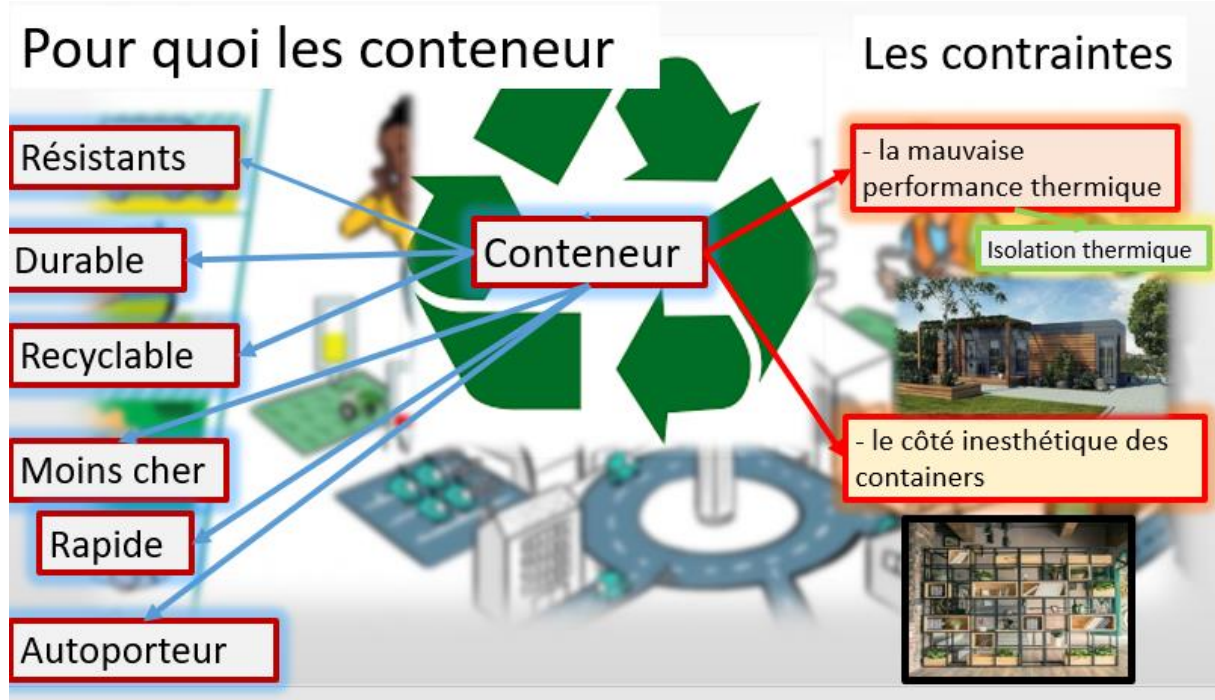 Pour quoi les conteneur
Résistants
Durable
Recyclable
Moins cher
Rapide
Autoporteur
Conteneur
Les contraintes
- la mauvaise
performance thermique
Isolation thermique
- le côté inesthétique des
containers